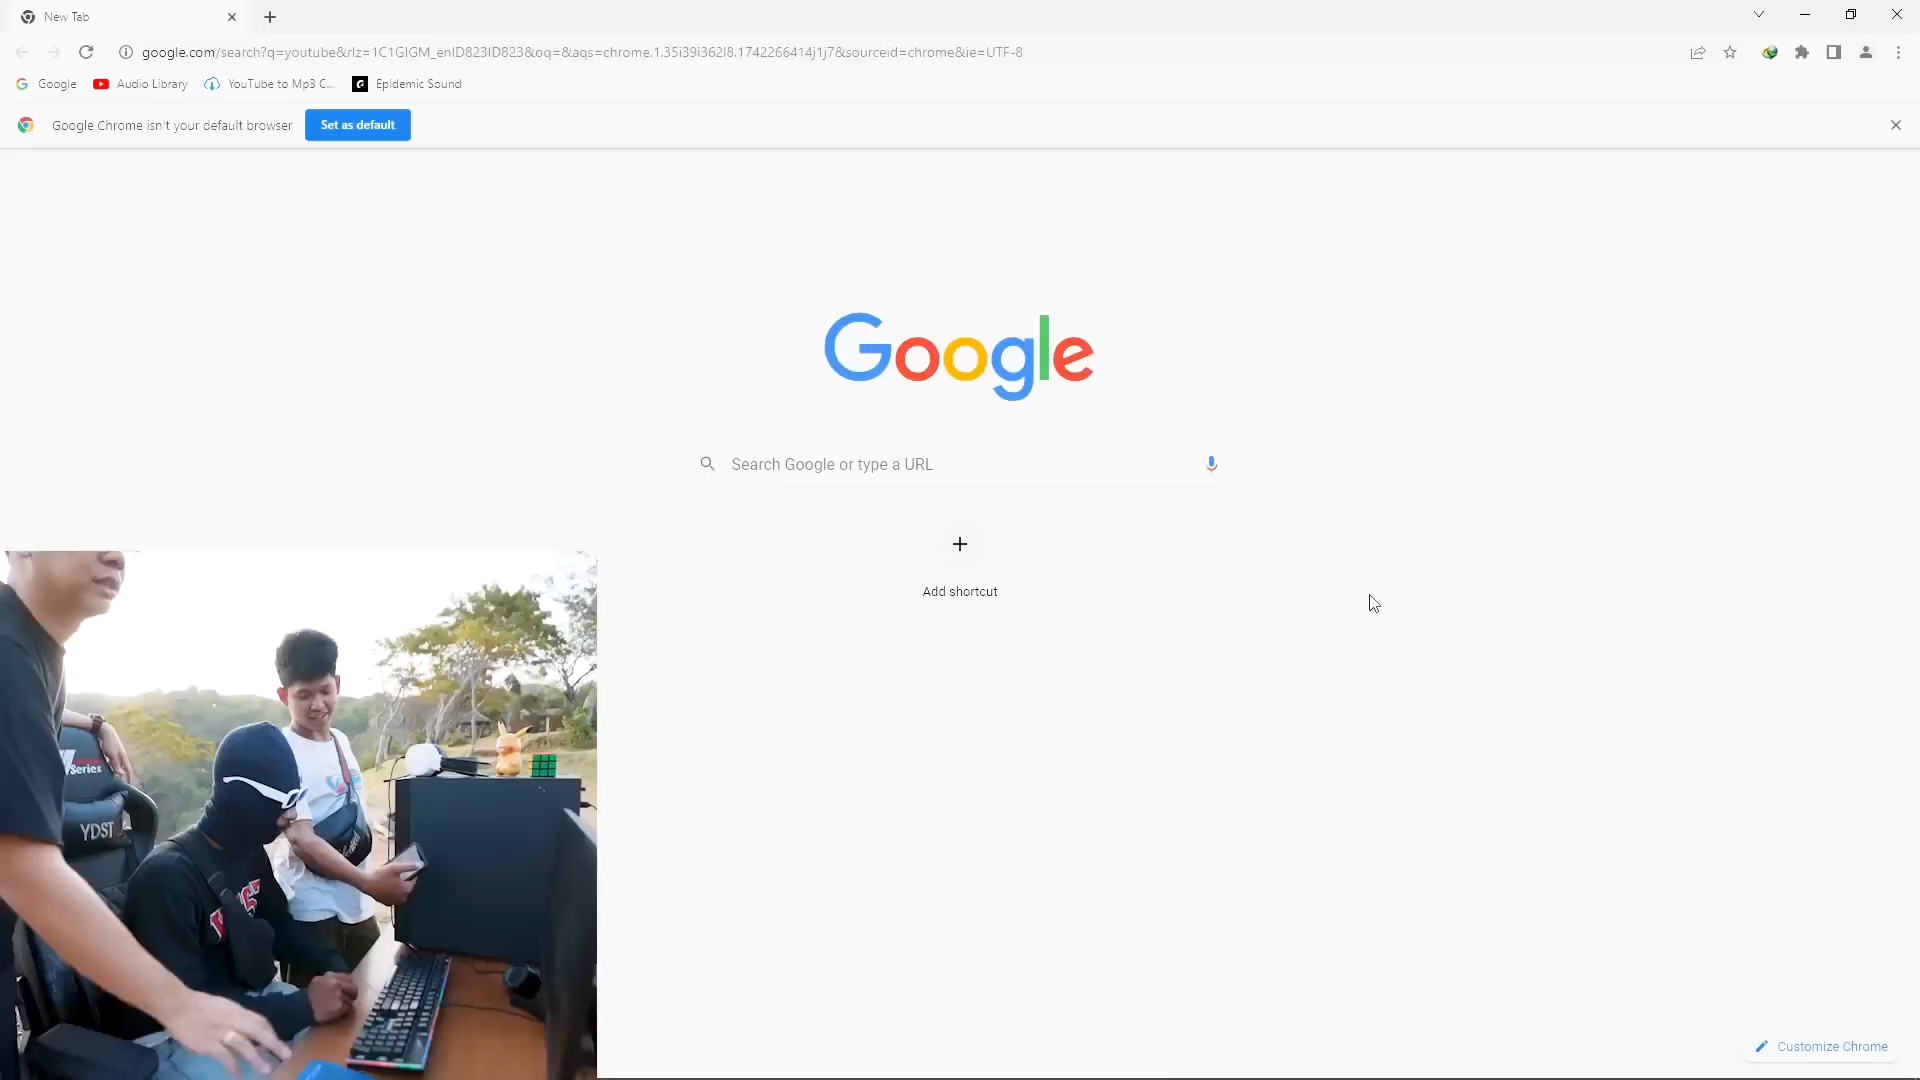 New Tab
google.com/search?q=youtube&rlz=1C1GIGM_enID823ID823&oq=&aqs=chrome.1.35i39i362l8.1742266414j1j7&sourceid=chrome&ie=UTF-8
Google Audio Library YouTube to Mp3 C... Epidemic Sound
Google Chrome isn't your default browser Set as default
Google
Search Google or type a URL
Add shortcut
Series
YDST
Customize Chrome